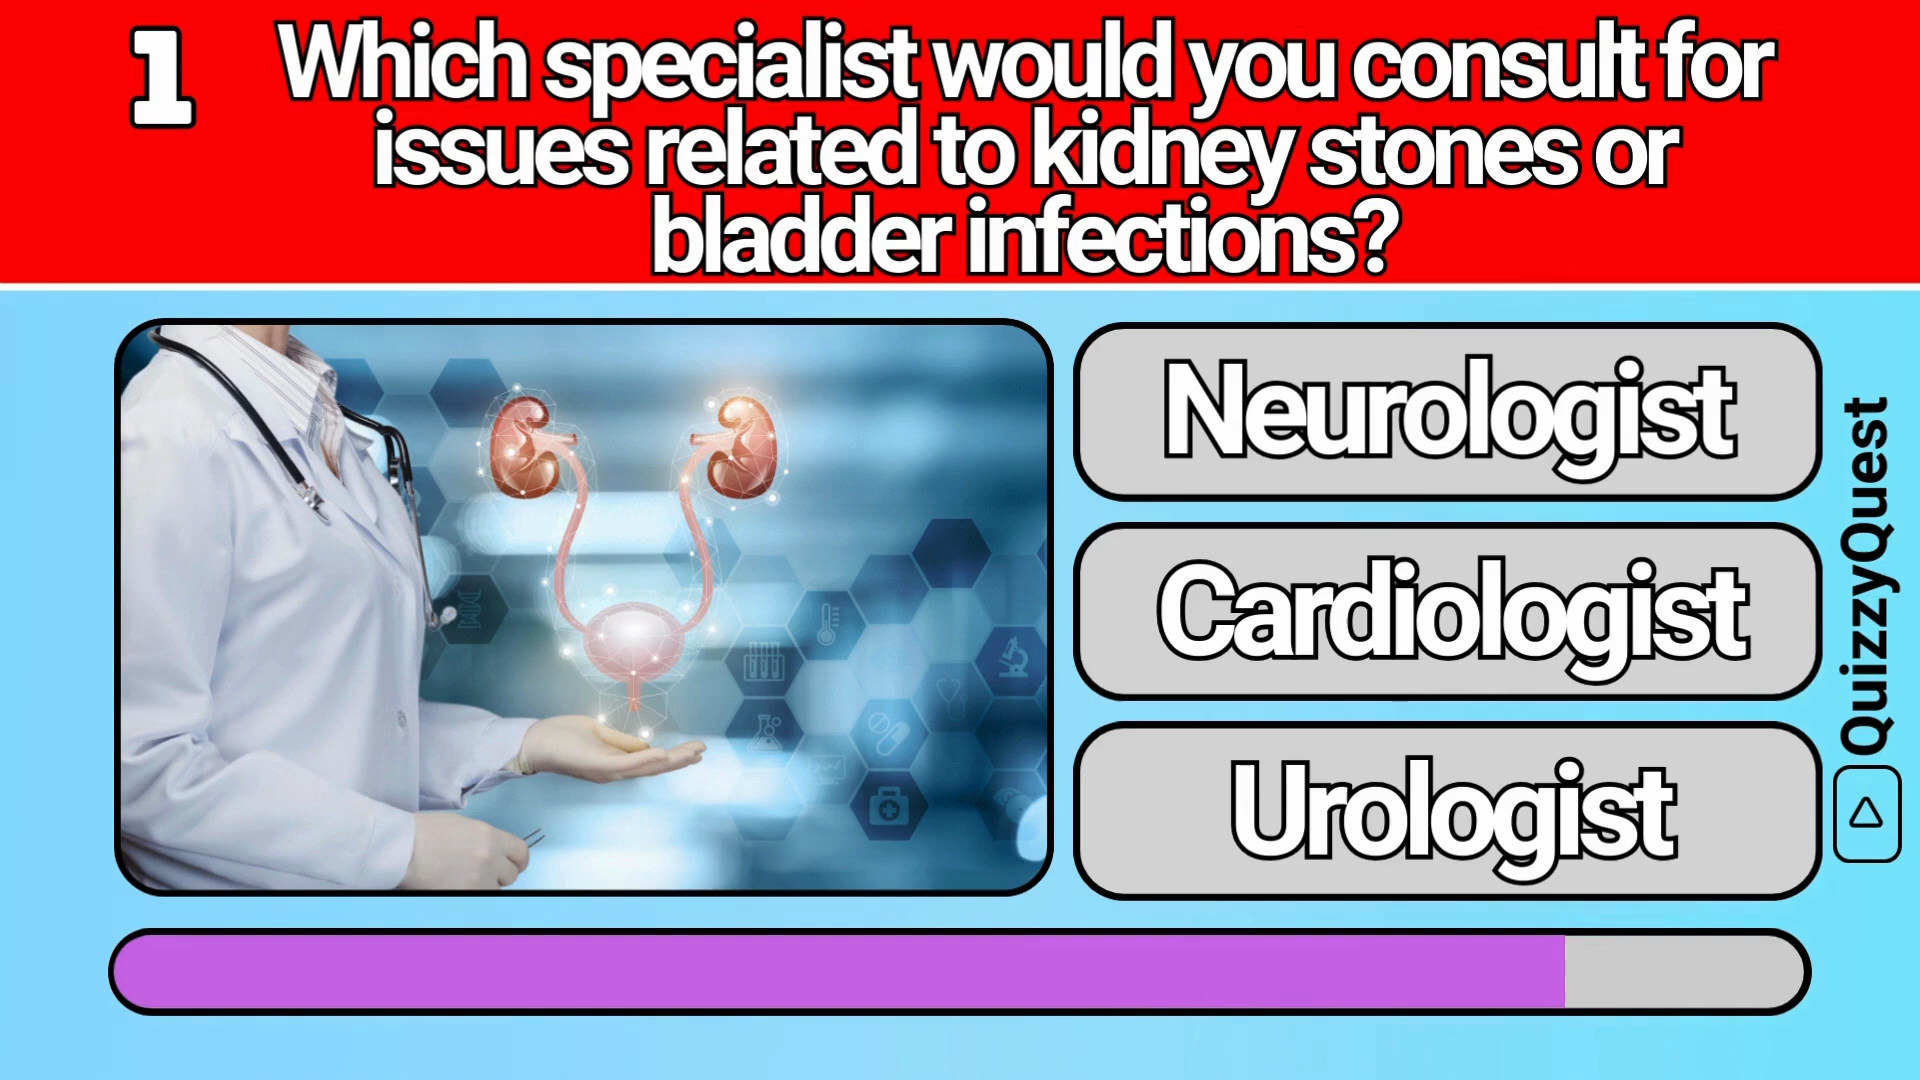 1
Which specialist would you consult for
issues related to kidney stones or
bladder infections?
Neurologist
Cardiologist
Urologist
QuizzyQuest